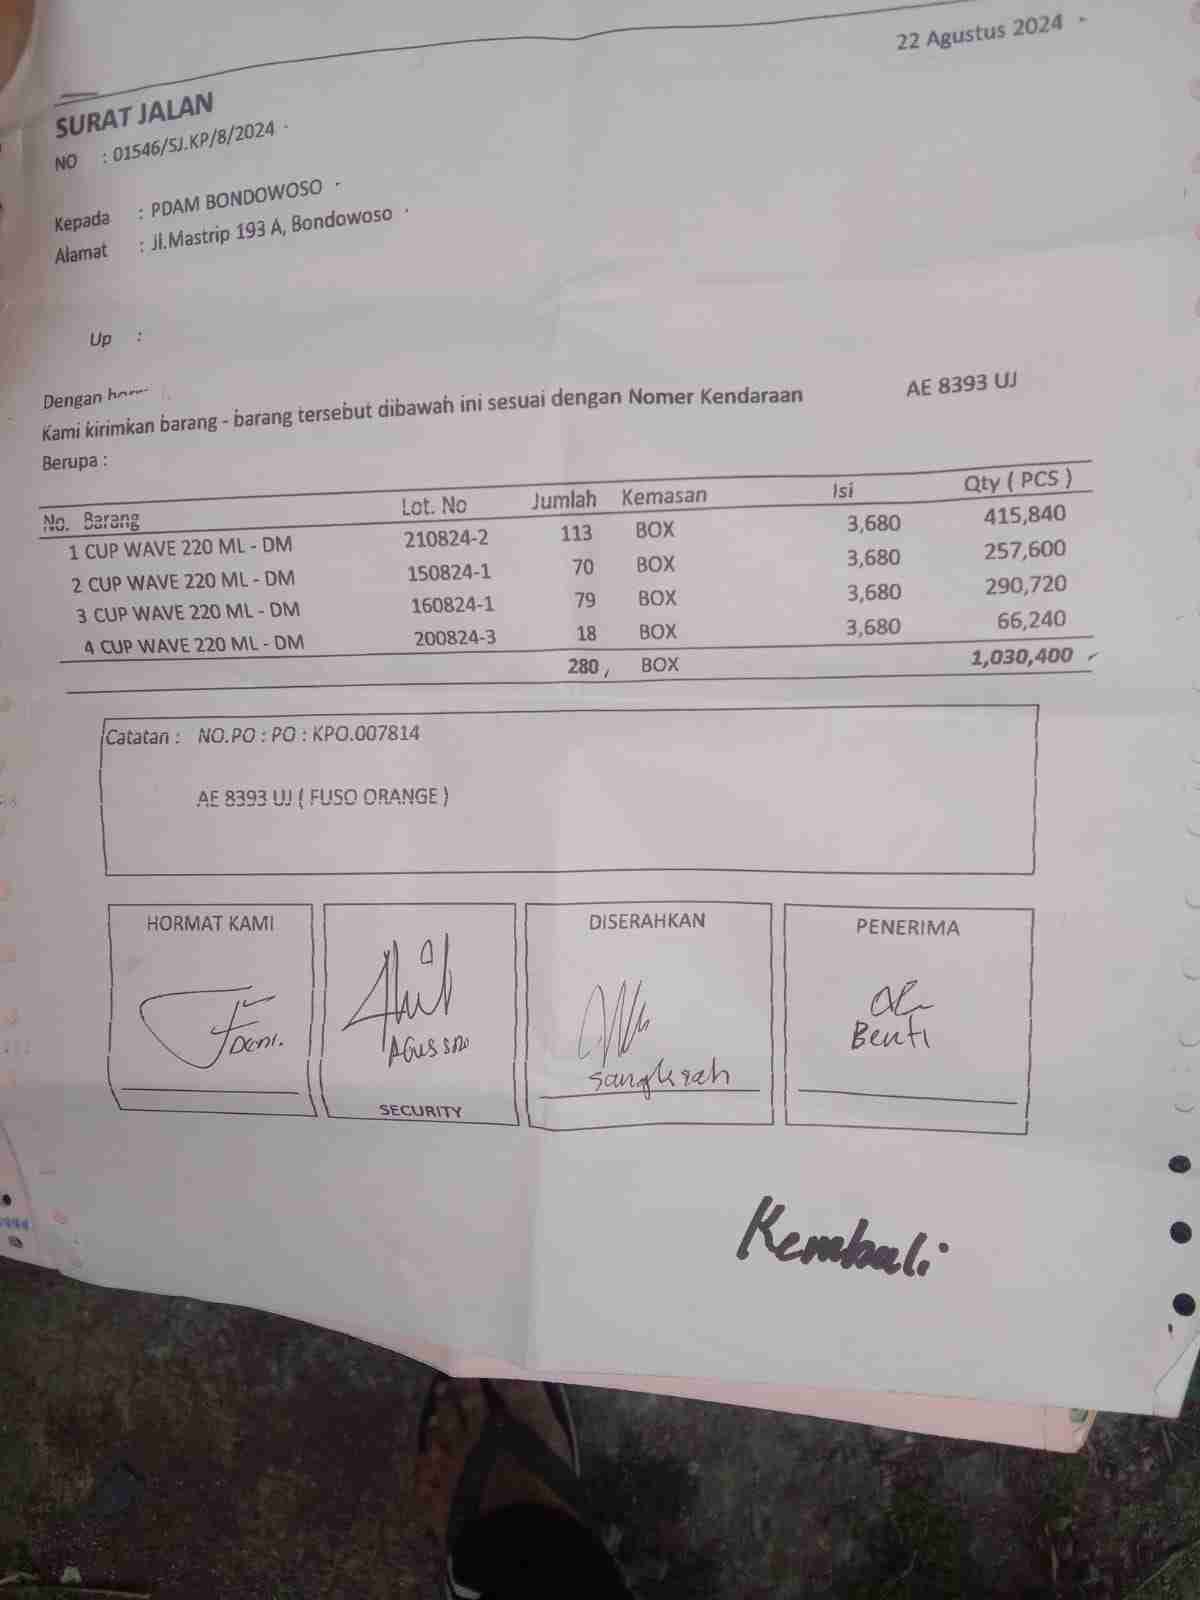 22 Agustus 2024
SURAT JALAN
NO : 01546/SJ.KP/8/2024
Kepada : PDAM BONDOWOSO
Alamat : Jl.Mastrip 193 A, Bondowoso
Up :
Dengan
Kami kirimkan barang - barang tersebut dibawah ini sesuai dengan Nomer Kendaraan AE 8393 UJ
Berupa :
No. Barang Lot. No Jumlah Kemasan Isi Qty ( PCS )
1 CUP WAVE 220 ML - DM 210824-2 113 BOX 3,680 415,840
2 CUP WAVE 220 ML - DM 150824-1 70 BOX 3,680 257,600
3 CUP WAVE 220 ML - DM 160824-1 79 BOX 3,680 290,720
4 CUP WAVE 220 ML - DM 200824-3 18 BOX 3,680 66,240
280 BOX 1,030,400
Catatan : NO.PO : PO : KPO.007814
AE 8393 UJ ( FUSO ORANGE )
HORMAT KAMI DISERAHKAN PENERIMA
Deni. Benti
SECURITY
Kembali